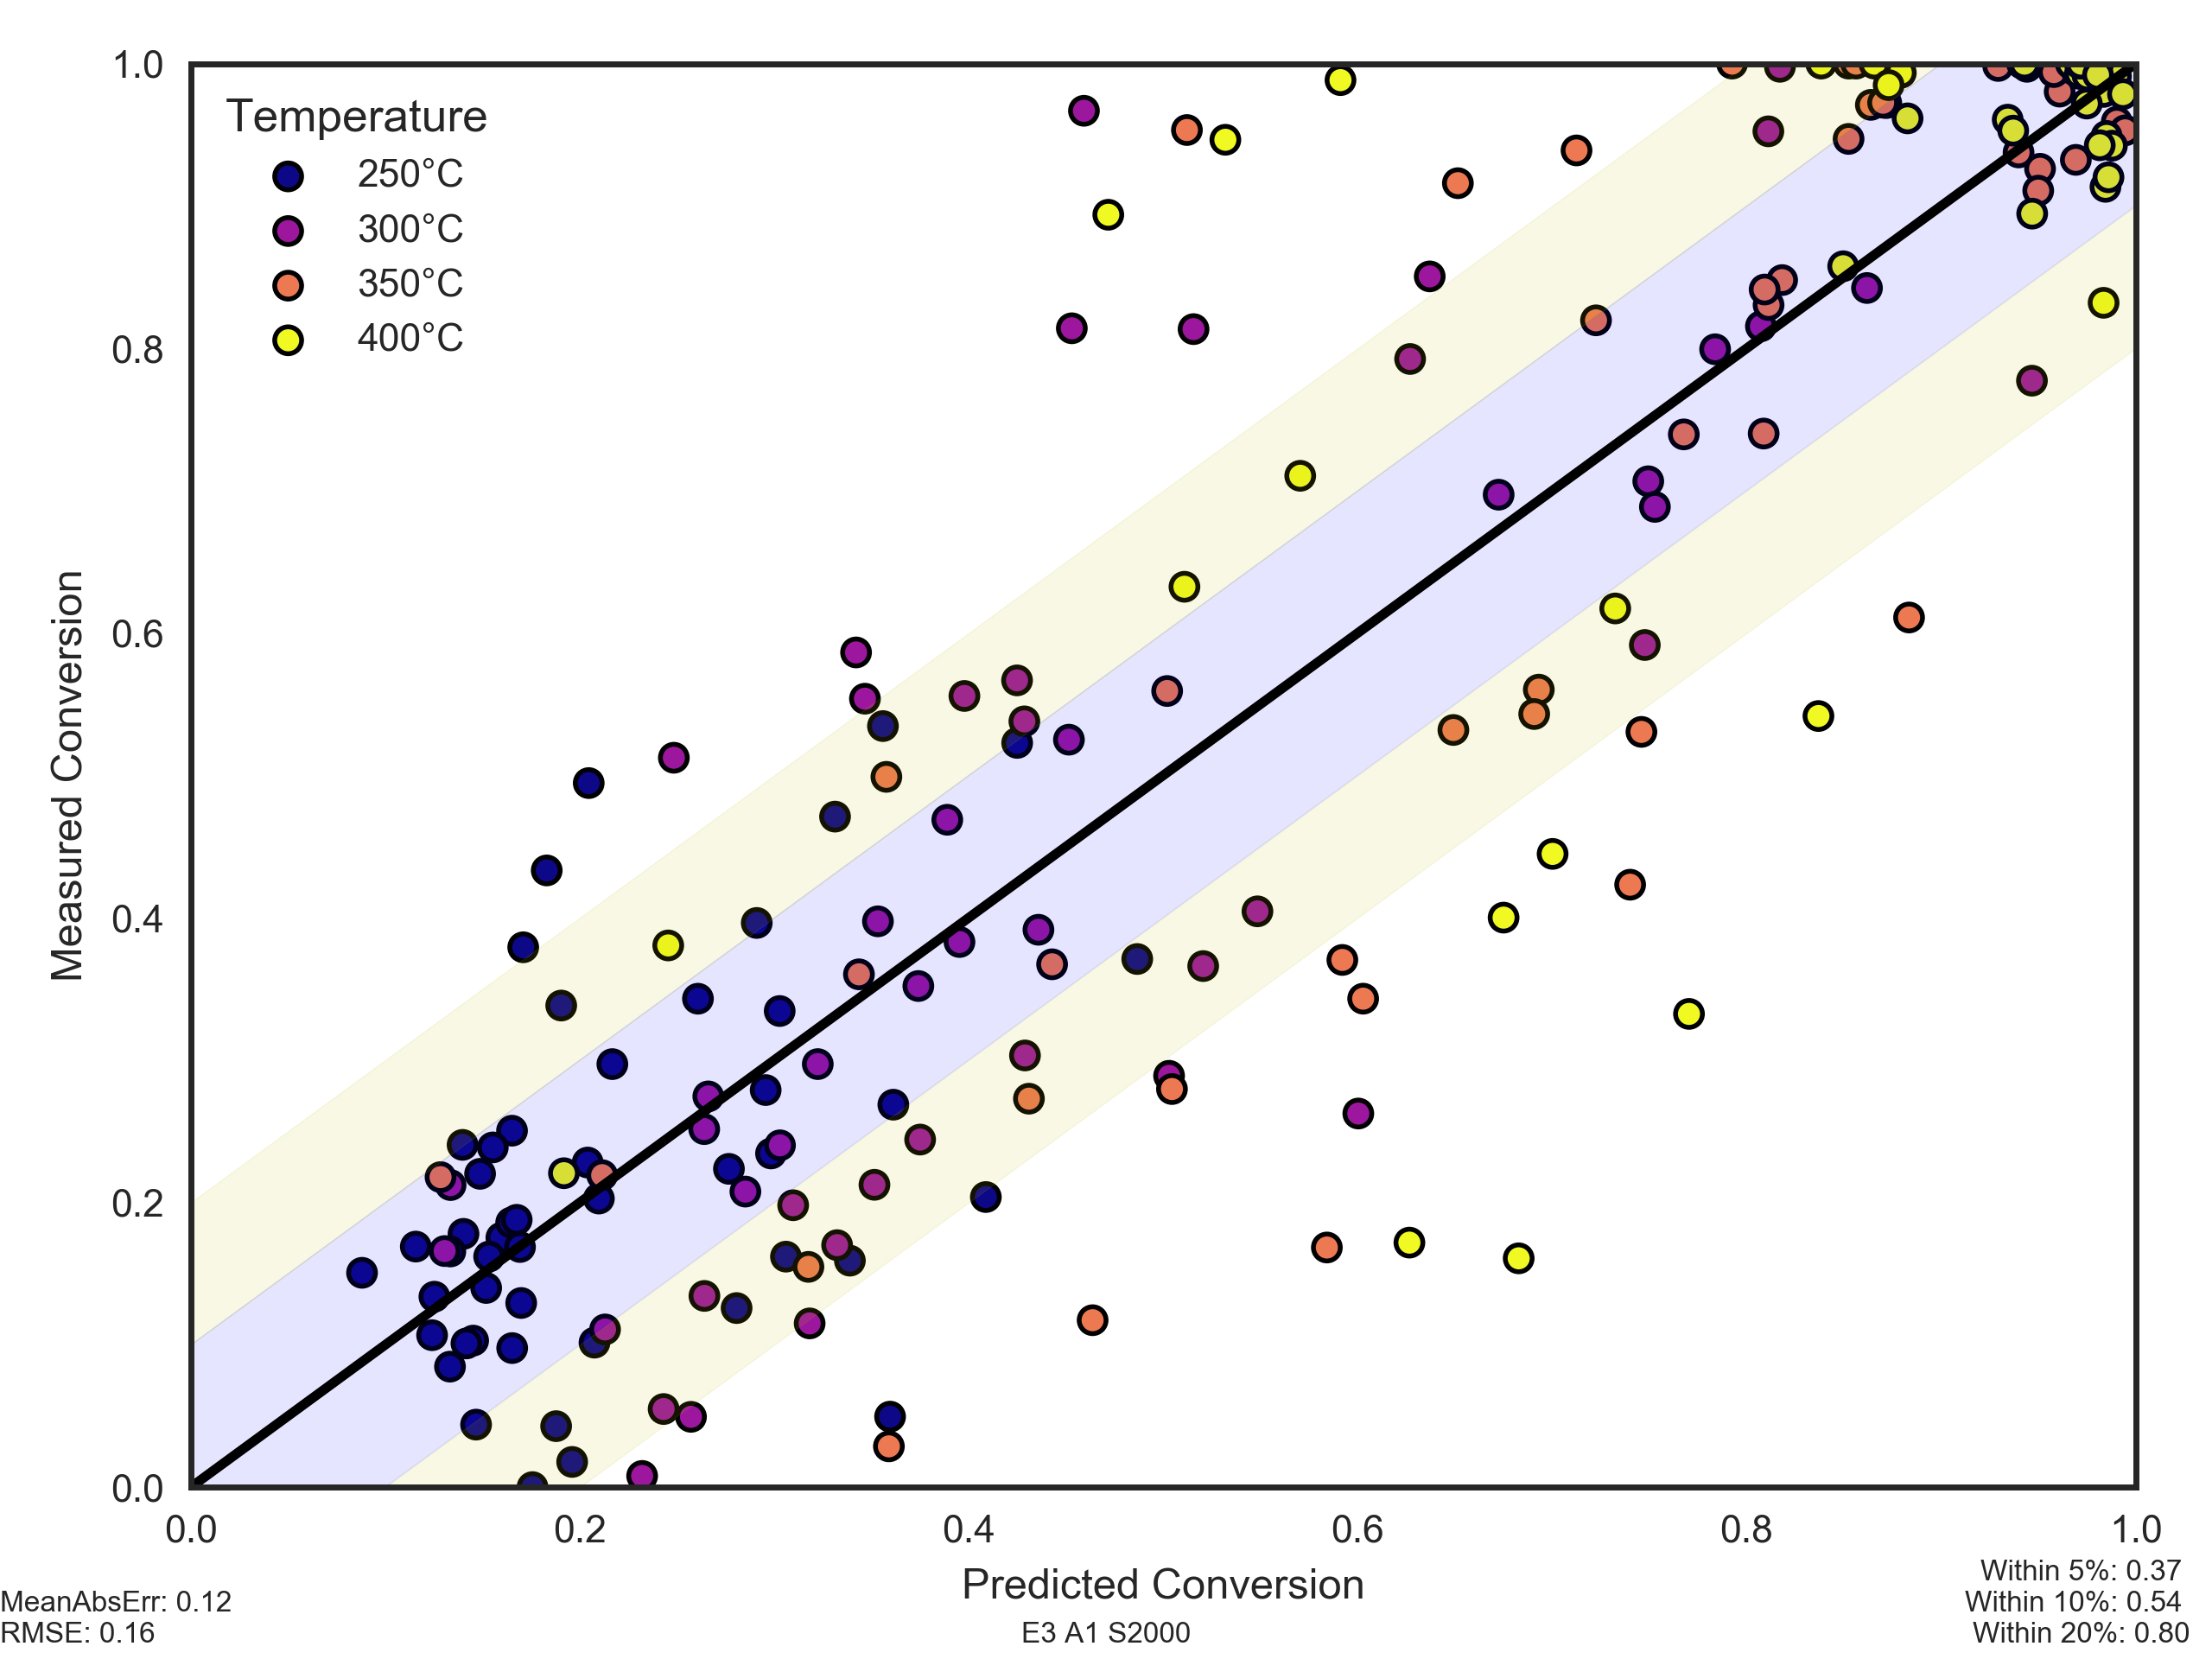 1.0
Temperature
250°C
300°C
350°C
400°C
0.8
0.6
Measured Conversion
0.4
0.2
0.0
0.0 0.2 0.4 0.6 0.8 1.0
Predicted Conversion
E3 A1 S2000
MeanAbsErr: 0.12
RMSE: 0.16
Within 5%: 0.37
Within 10%: 0.54
Within 20%: 0.80